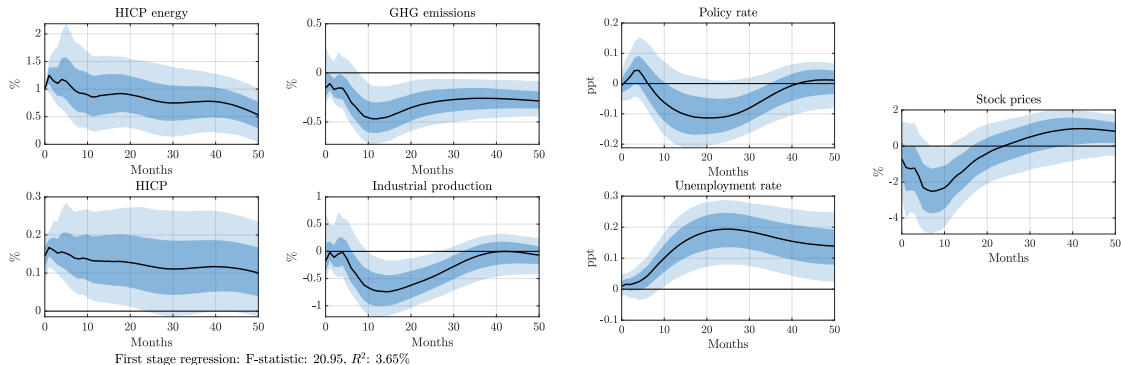 HICP energy
%
2
1.5
1
0.5
0
0 10 20 30 40 50
Months
GHG emissions
%
0.5
0
-0.5
0 10 20 30 40 50
Months
Policy rate
ppt
0.2
0.1
0
-0.1
-0.2
0 10 20 30 40 50
Months
Stock prices
%
2
0
-2
-4
0 10 20 30 40 50
Months
HICP
%
0.3
0.2
0.1
0
0 10 20 30 40 50
Months
Industrial production
%
1
0.5
0
-0.5
-1
0 10 20 30 40 50
Months
Unemployment rate
ppt
0.3
0.2
0.1
0
-0.1
0 10 20 30 40 50
Months
First stage regression: F-statistic: 20.95, R²: 3.65%